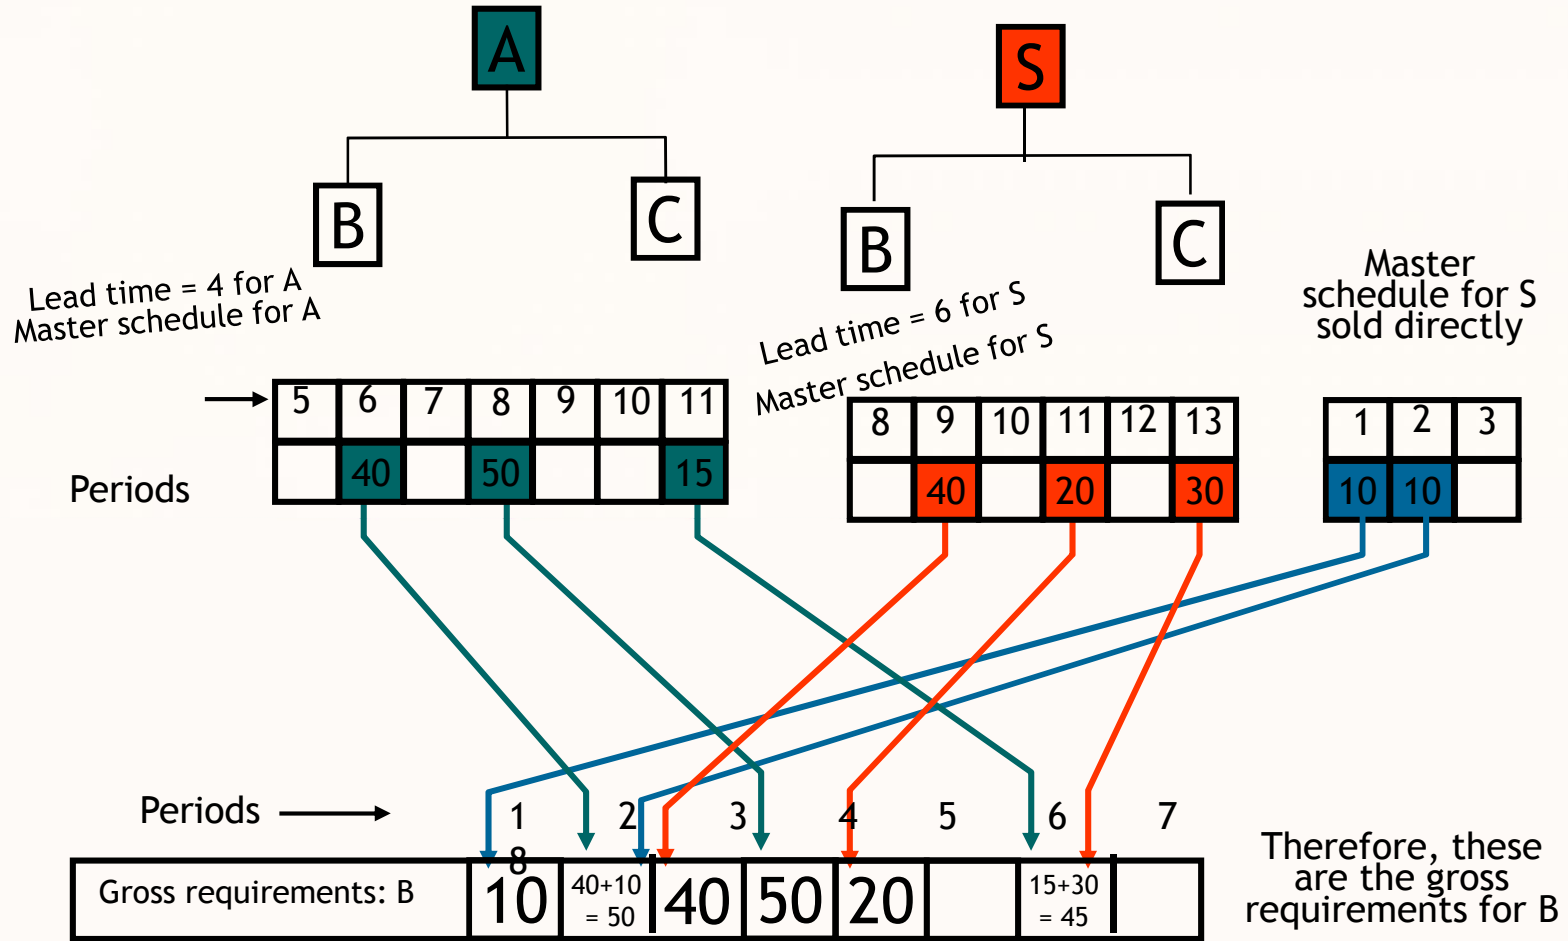 A
S
B
C
B
C
Lead time = 4 for A
Master schedule for A
Lead time = 6 for S
Master schedule for S
Master
schedule for S
sold directly
5 6 7 8 9 10 11
8 9 10 11 12 13
1 2 3
Periods
40 50 15
40 20 30
10 10
Periods
1 2 3 4 5 6 7
8
Gross requirements: B
10
40+10
= 50
40
50
20
15+30
= 45
Therefore, these
are the gross
requirements for B